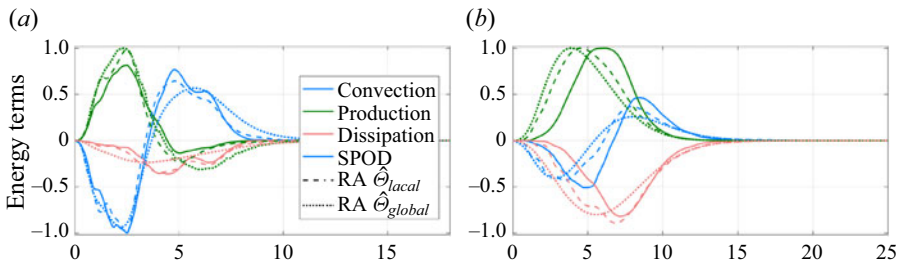 (a)
(b)
Energy terms
1.0
0.5
0
−0.5
−1.0
0 5 10 15
Convection
Production
Dissipation
SPOD
RA Θ̂lacal
RA Θ̂global
1.0
0.5
0
−0.5
−1.0
0 5 10 15 20 25